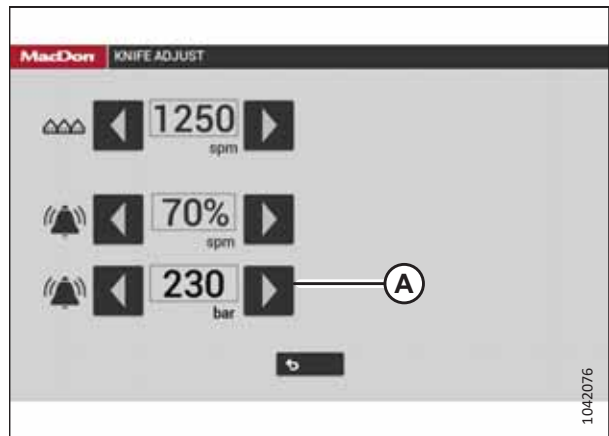 MacDon KNIFE ADJUST
1250
spm
70%
spm
230
bar
A
1042076